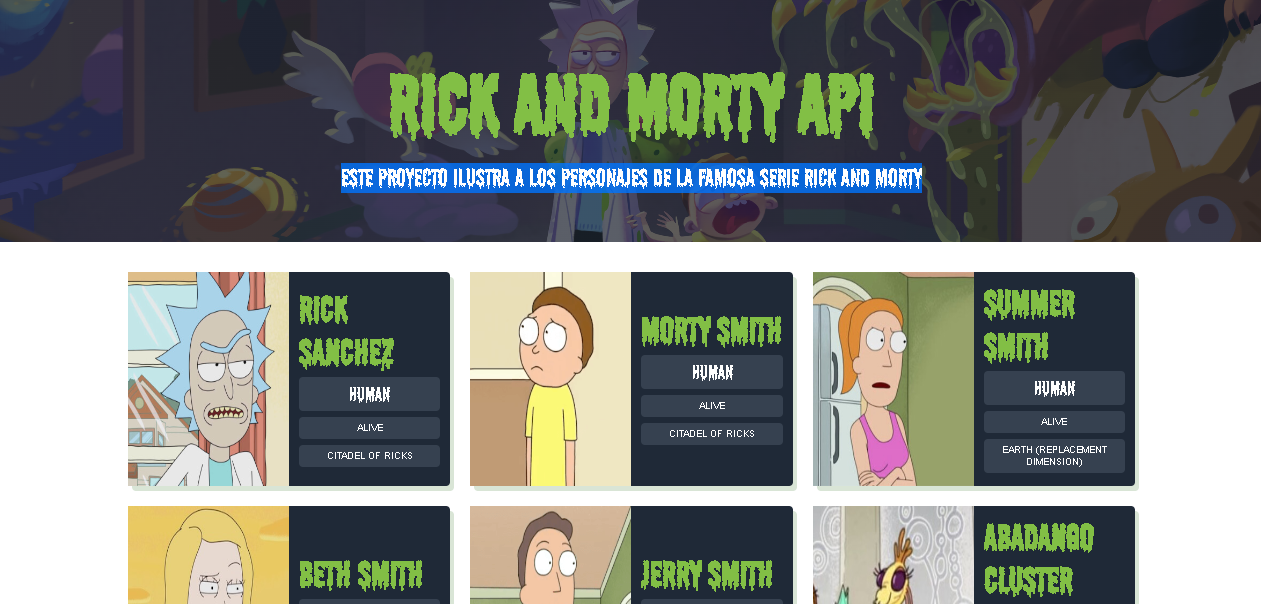 RICK AND MORTY API
ESTE PROYECTO ILUSTRA A LOS PERSONAJES DE LA FAMOSA SERIE RICK AND MORTY
RICK
SANCHEZ
HUMAN
ALIVE
CITADEL OF RICKS
MORTY SMITH
HUMAN
ALIVE
CITADEL OF RICKS
SUMMER
SMITH
HUMAN
ALIVE
EARTH (REPLACEMENT
DIMENSION)
BETH SMITH
JERRY SMITH
ABADANGO
CLUSTER